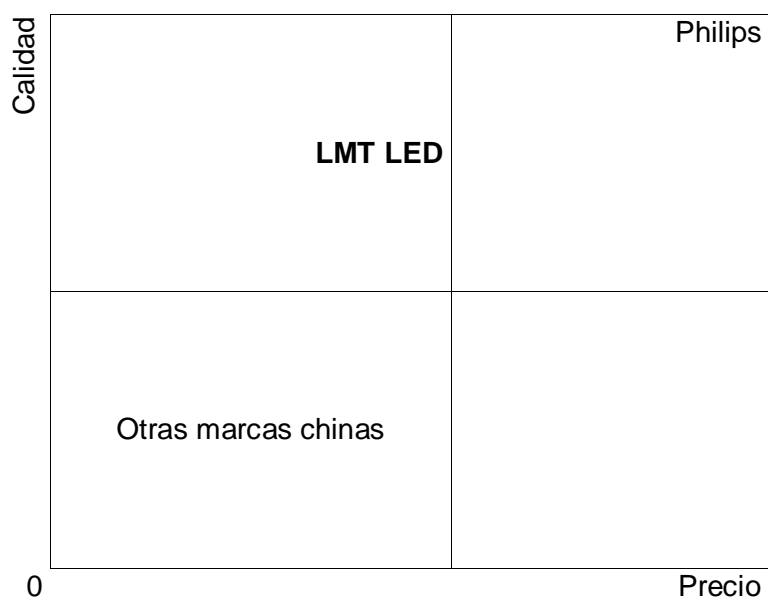 Calidad
Philips
LMT LED
Otras marcas chinas
0
Precio